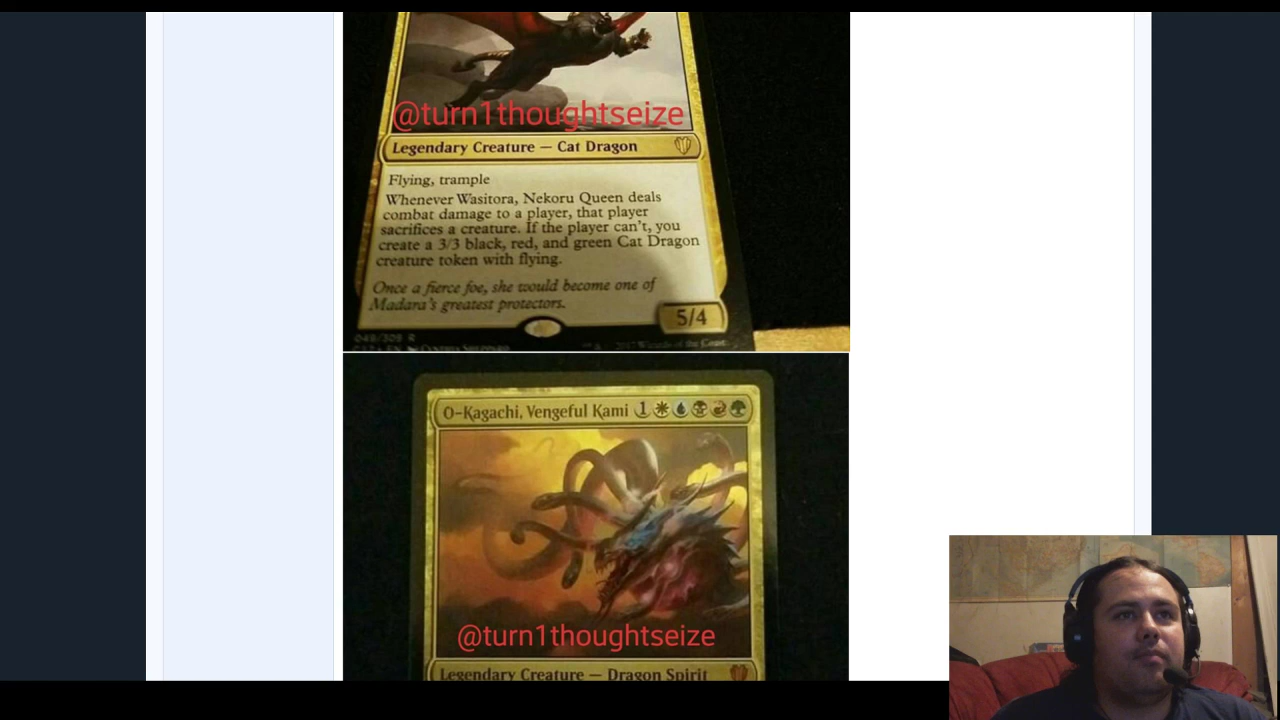 @turn1thoughtseize
Legendary Creature — Cat Dragon
Flying, trample
Whenever Wasitora, Nekoru Queen deals
combat damage to a player, that player
sacrifices a creature. If the player can't, you
create a 3/3 black, red, and green Cat Dragon
creature token with flying.
Once a fierce foe, she would become one of
Madara's greatest protectors.
5/4
O-Kagachi, Vengeful Kami 1
@turn1thoughtseize
Legendary Creature — Dragon Spirit